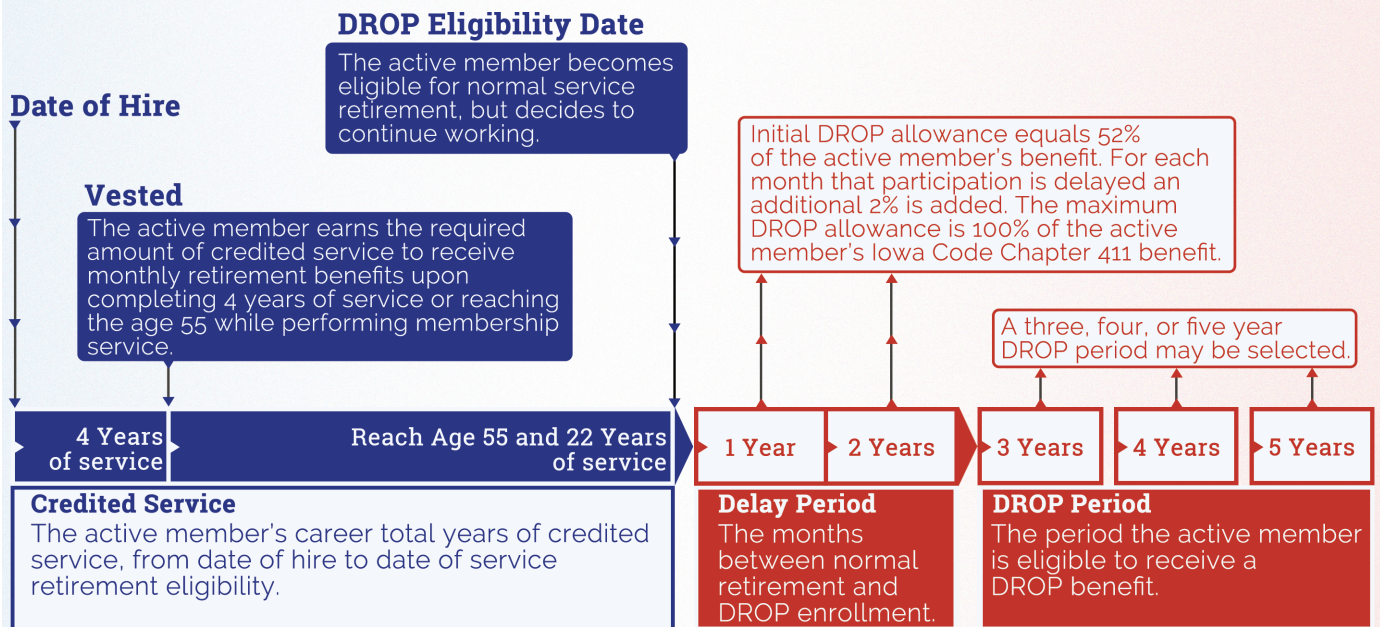 DROP Eligibility Date
The active member becomes
eligible for normal service
retirement, but decides to
continue working.
Date of Hire
Vested
The active member earns the required
amount of credited service to receive
monthly retirement benefits upon
completing 4 years of service or reaching
the age 55 while performing membership
service.
Initial DROP allowance equals 52%
of the active member's benefit. For each
month that participation is delayed an
additional 2% is added. The maximum
DROP allowance is 100% of the active
member's Iowa Code Chapter 411 benefit.
A three, four, or five year
DROP period may be selected.
4 Years
of service
Reach Age 55 and 22 Years
of service
1 Year
2 Years
3 Years
4 Years
5 Years
Credited Service
The active member's career total years of credited
service, from date of hire to date of service
retirement eligibility.
Delay Period
The months
between normal
retirement and
DROP enrollment.
DROP Period
The period the active member
is eligible to receive a
DROP benefit.